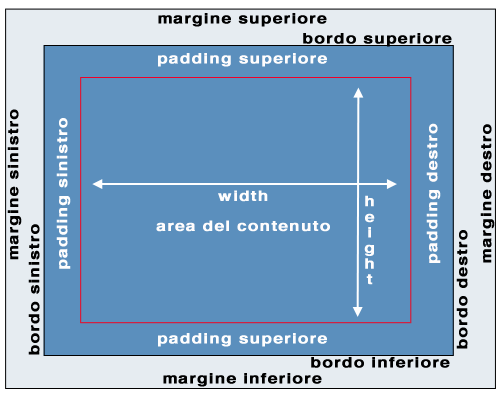 margine superiore
bordo superiore
padding superiore
margine sinistro
bordo sinistro
padding sinistro
width
area del contenuto
height
padding destro
bordo destro
margine destro
padding superiore
bordo inferiore
margine inferiore